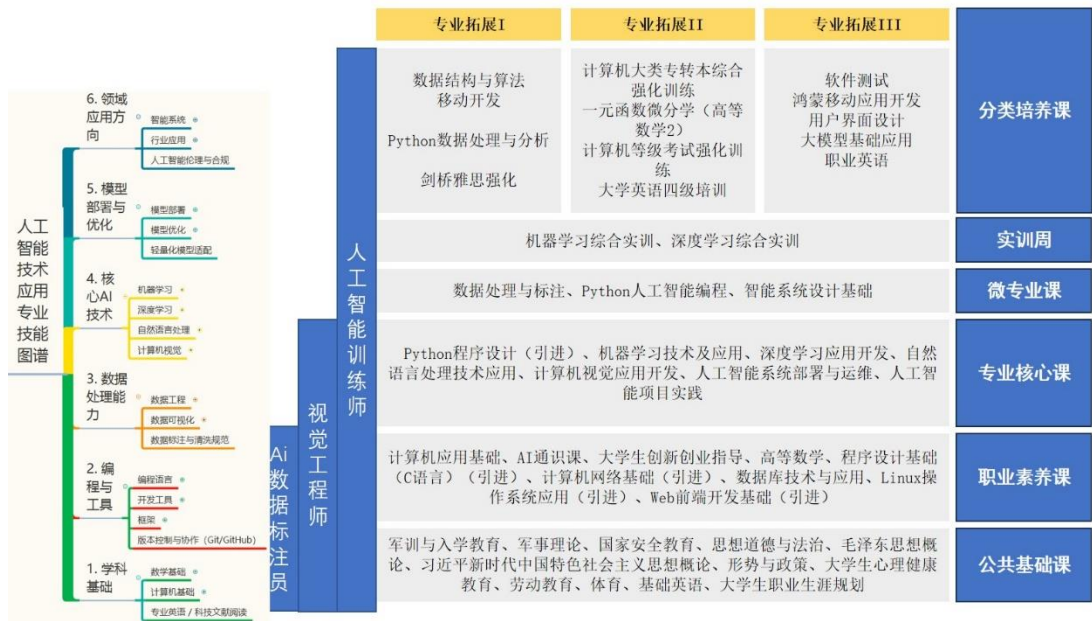 人工
智能
技术
应用
专业
技能
图谱
6. 领域
应用方
向
智能系统
行业应用
人工智能伦理与合规
5. 模型
部署与
优化
模型部署
模型优化
轻量化模型适配
4. 核
心AI
技术
机器学习
深度学习
自然语言处理
计算机视觉
3. 数据
处理能
力
数据工程
数据可视化
数据标注与清洗规范
2. 编
程与
工具
编程语言
开发工具
框架
版本控制与协作（Git/GitHub）
1. 学科
基础
数学基础
计算机基础
专业英语 / 科技文献阅读
Ai数据标注员
视觉工程师
人工智能训练师
专业拓展I
专业拓展II
专业拓展III
数据结构与算法
移动开发
Python数据处理与分析
剑桥雅思强化
计算机大类专转本综合
强化训练
一元函数微分学（高等
数学2）
计算机等级考试强化训
练
大学英语四级培训
软件测试
鸿蒙移动应用开发
用户界面设计
大模型基础应用
职业英语
分类培养课
机器学习综合实训、深度学习综合实训
实训周
数据处理与标注、Python人工智能编程、智能系统设计基础
微专业课
Python程序设计（引进）、机器学习技术及应用、深度学习应用开发、自然
语言处理技术应用、计算机视觉应用开发、人工智能系统部署与运维、人工智
能项目实践
专业核心课
计算机应用基础、AI通识课、大学生创新创业指导、高等数学、程序设计基础
（C语言）（引进）、计算机网络基础（引进）、数据库技术与应用、Linux操
作系统应用（引进）、Web前端开发基础（引进）
职业素养课
军训与入学教育、军事理论、国家安全教育、思想道德与法治、毛泽东思想概
论、习近平新时代中国特色社会主义思想概论、形势与政策、大学生心理健康
教育、劳动教育、体育、基础英语、大学生职业生涯规划
公共基础课